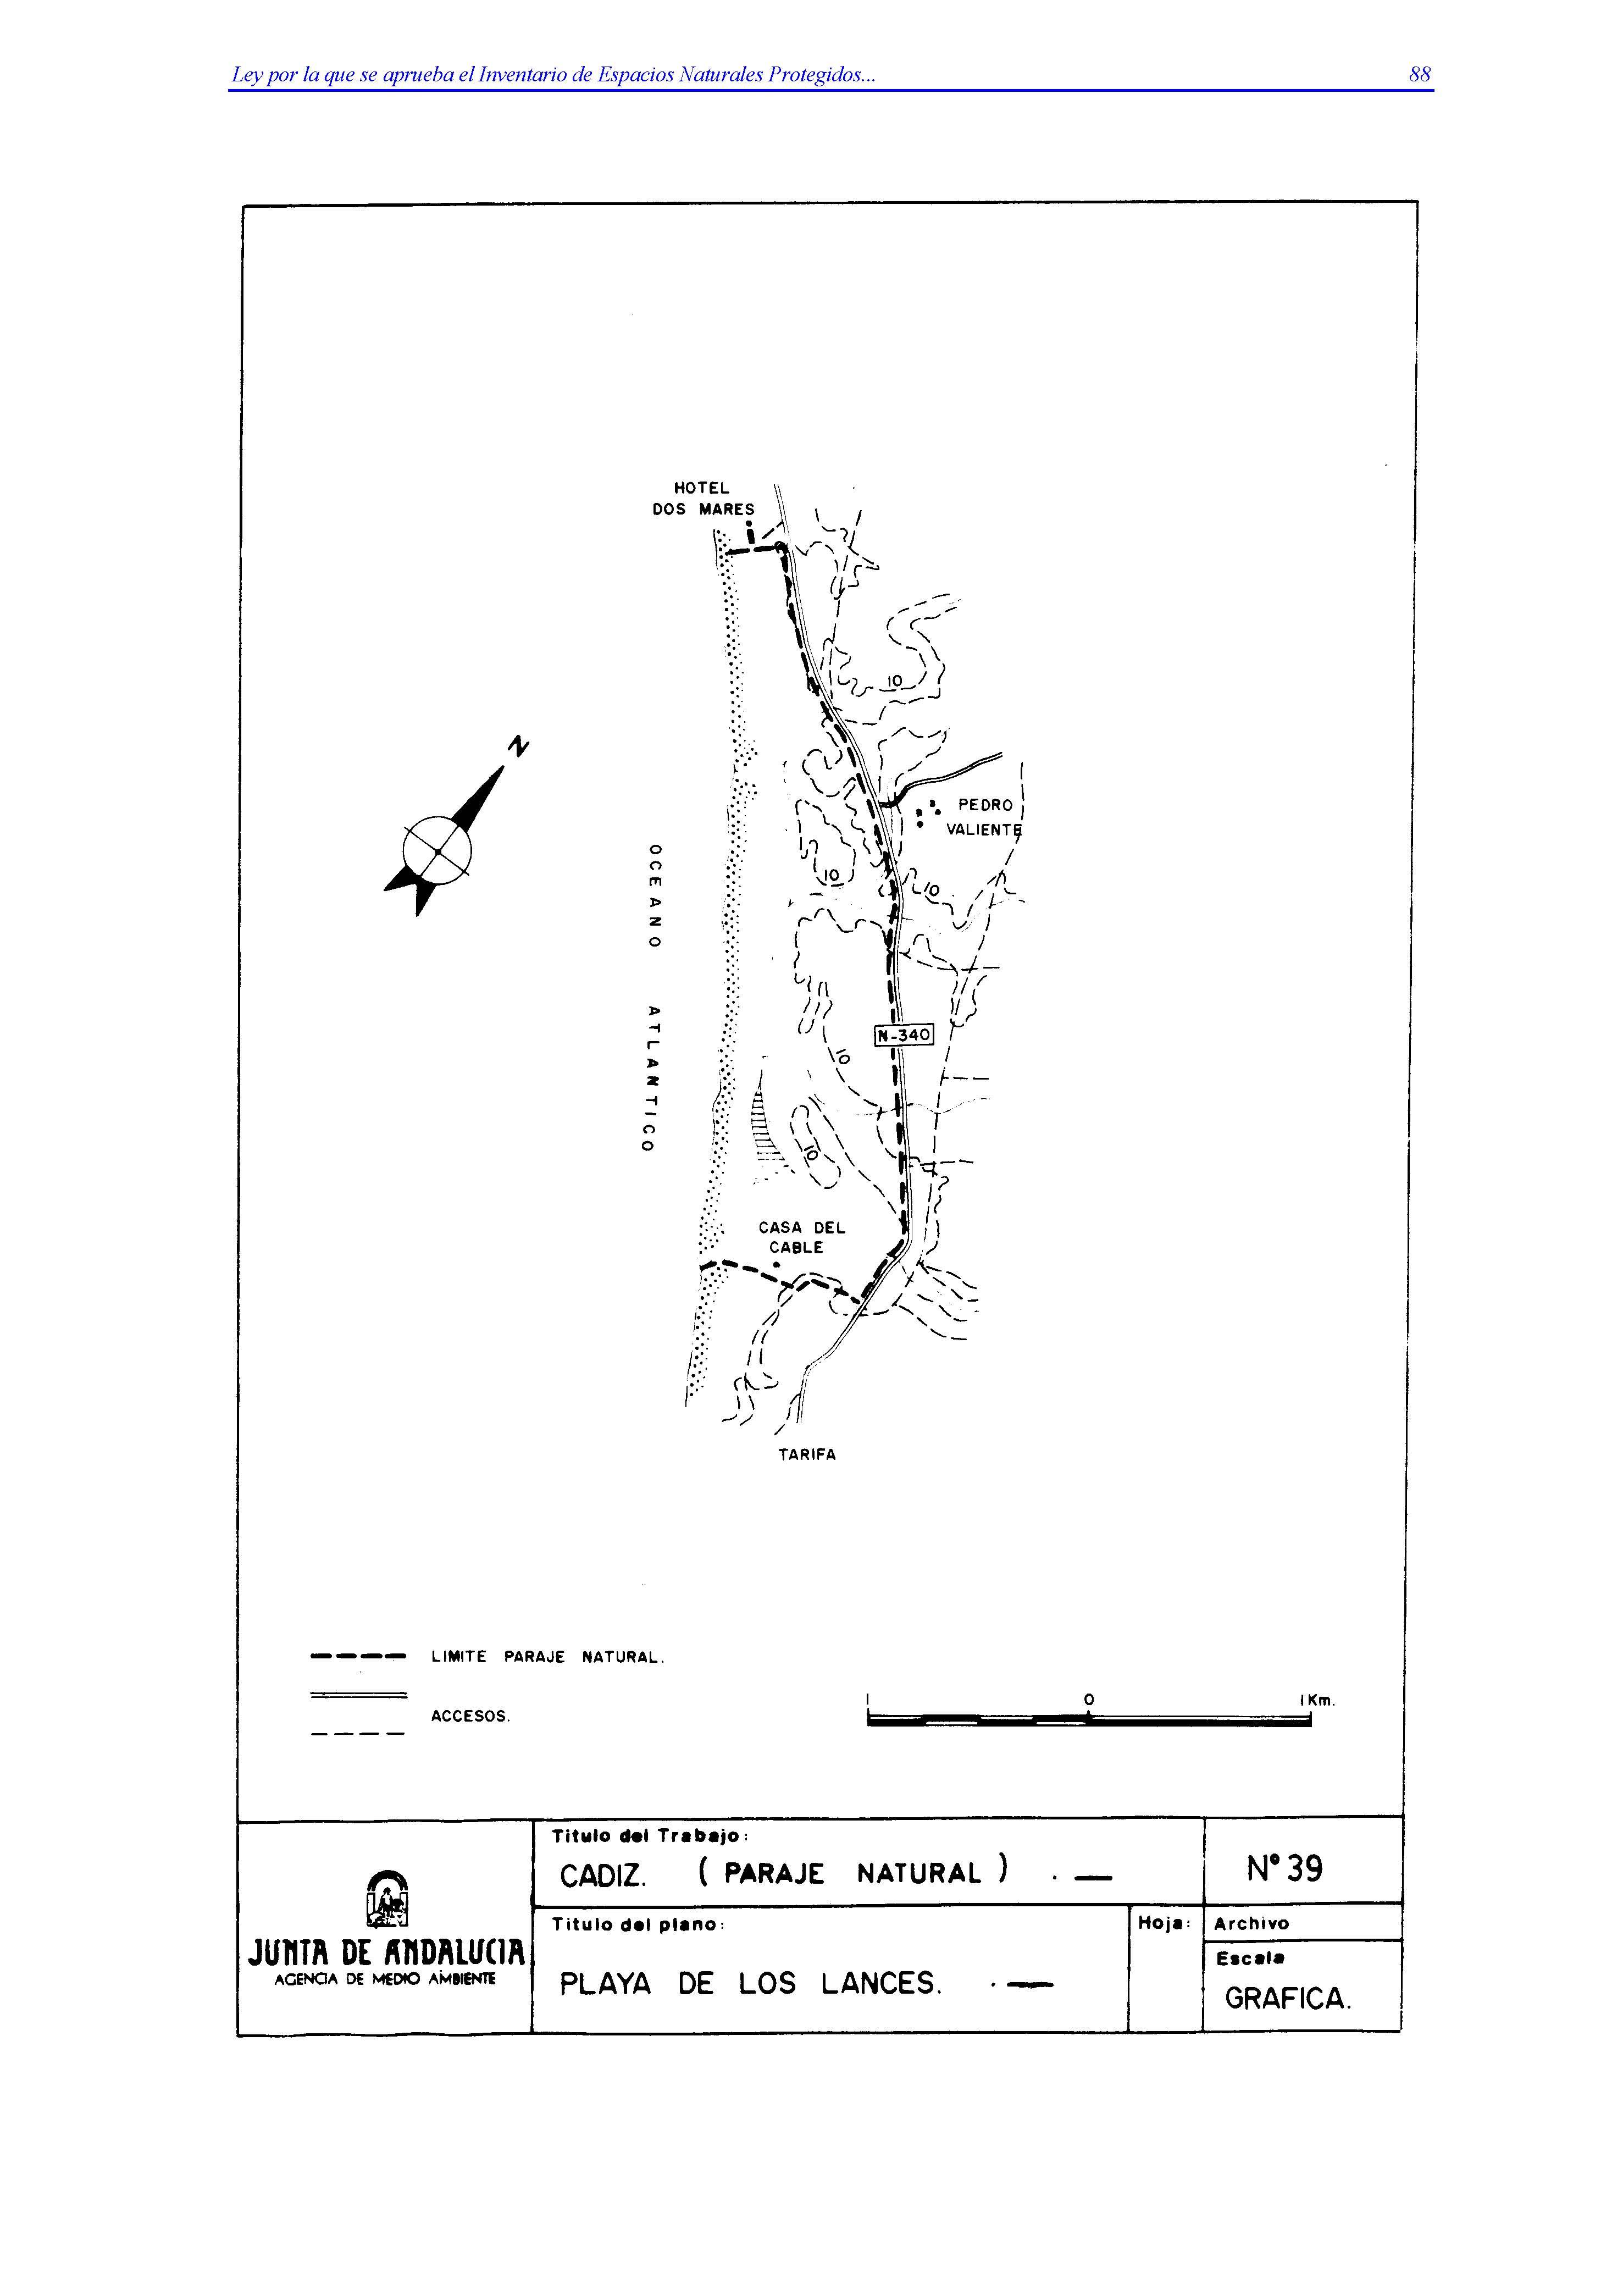 Ley por la que se aprueba el Inventario de Espacios Naturales Protegidos... 88
HOTEL
DOS MARES
10
N
PEDRO
VALIENTE
10
10
OCEANO ATLANTICO
N-340
10
10
CASA DEL
CABLE
TARIFA
LIMITE PARAJE NATURAL.
ACCESOS.
1 0 1 Km.
Titulo del Trabajo:
CADIZ. ( PARAJE NATURAL ) . —
Nº 39
JUNTA DE ANDALUCIA
AGENCIA DE MEDIO AMBIENTE
Titulo del plano:
PLAYA DE LOS LANCES. . —
Hoja:
Archivo
Escala
GRAFICA.